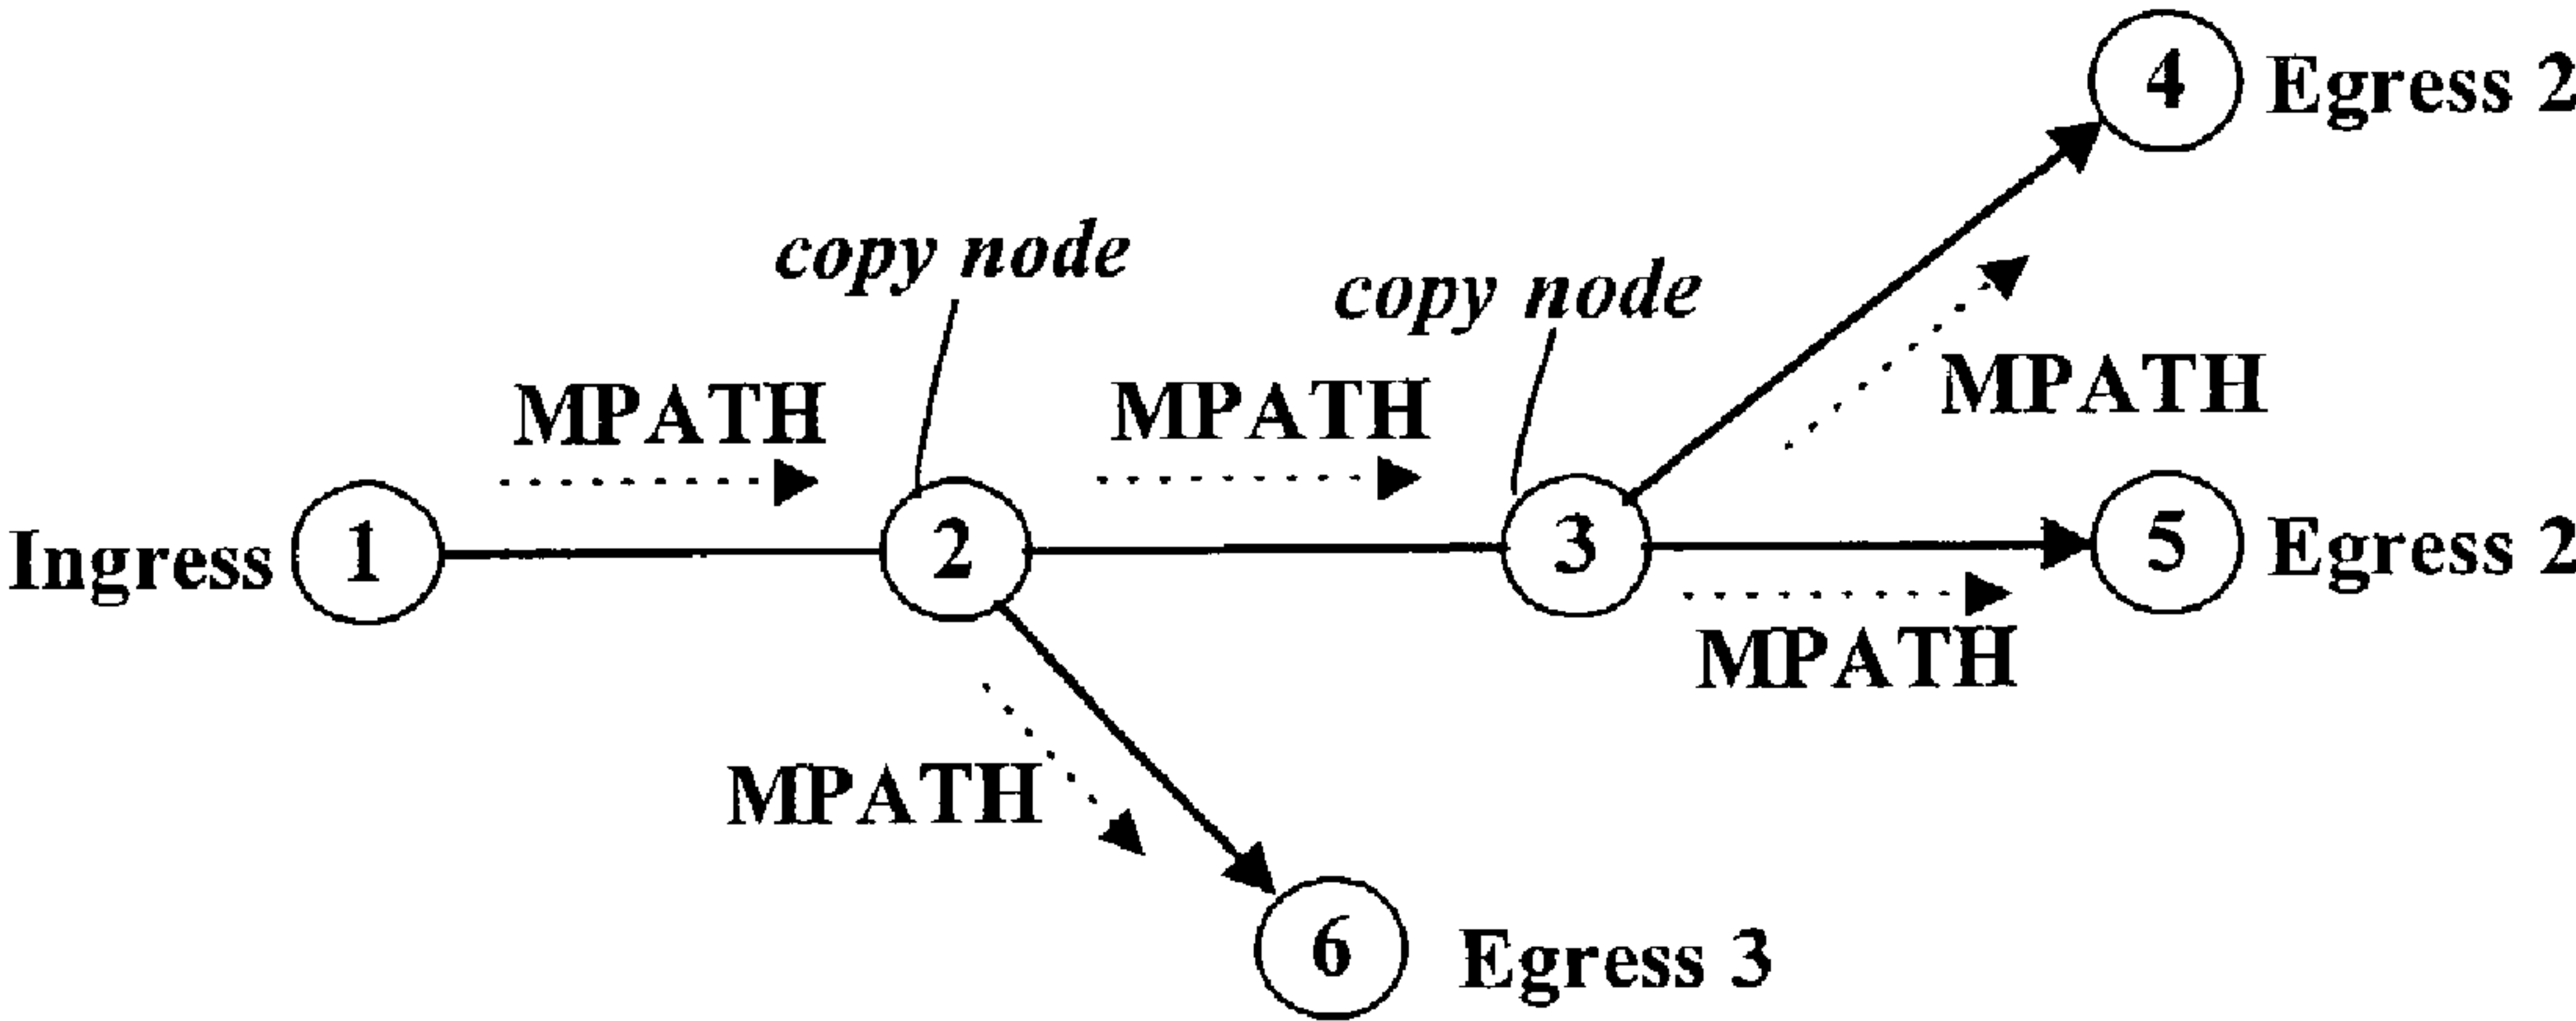 4 Egress 2
copy node
copy node
MPATH
MPATH
MPATH
Ingress 1
2
3
5 Egress 2
MPATH
MPATH
6 Egress 3